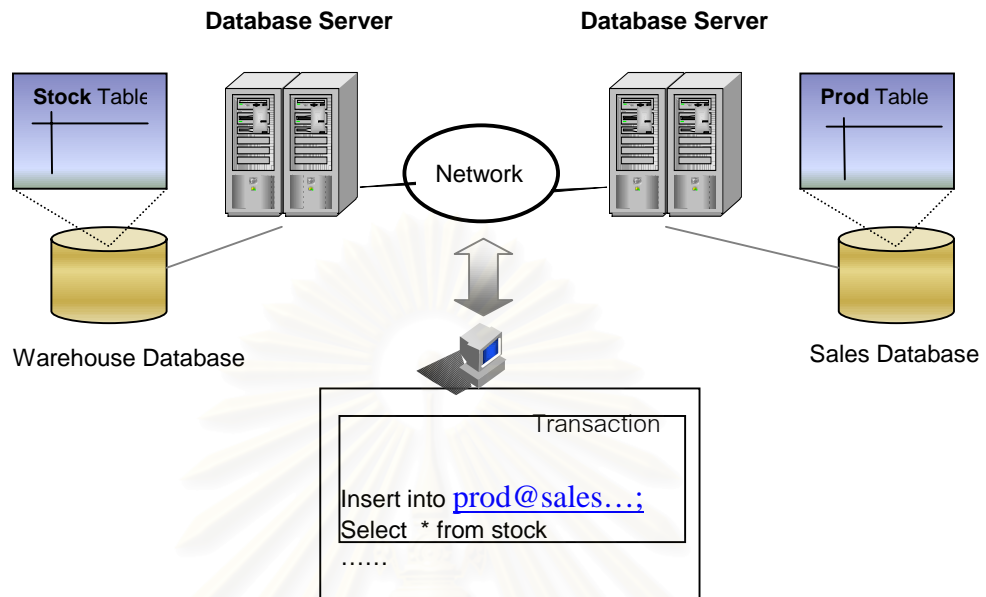 Database Server
Database Server
Stock Table
Prod Table
Network
Warehouse Database
Sales Database
Transaction
Insert into prod@sales…;
Select * from stock
……